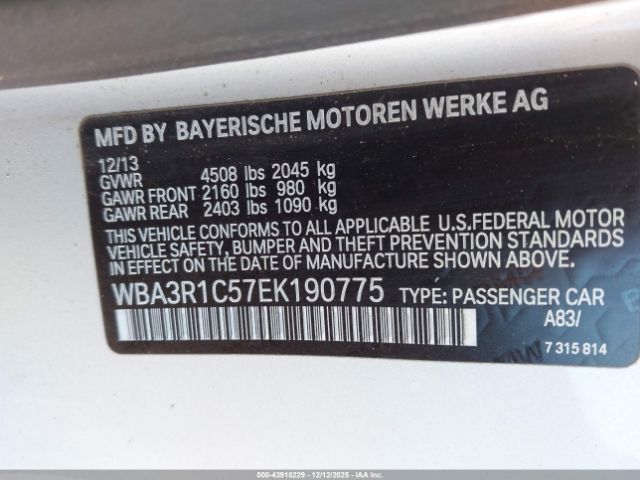 MFD BY BAYERISCHE MOTOREN WERKE AG
12/13
GVWR 4508 lbs 2045 kg
GAWR FRONT 2160 lbs 980 kg
GAWR REAR 2403 lbs 1090 kg
THIS VEHICLE CONFORMS TO ALL APPLICABLE U.S.FEDERAL MOTOR
VEHICLE SAFETY, BUMPER AND THEFT PREVENTION STANDARDS
IN EFFECT ON THE DATE OF MANUFACTURE SHOWN ABOVE.
WBA3R1C57EK190775 TYPE: PASSENGER CAR
A83/
7 315 814
000-43918229 - 12/12/2025 - IAAI.COM